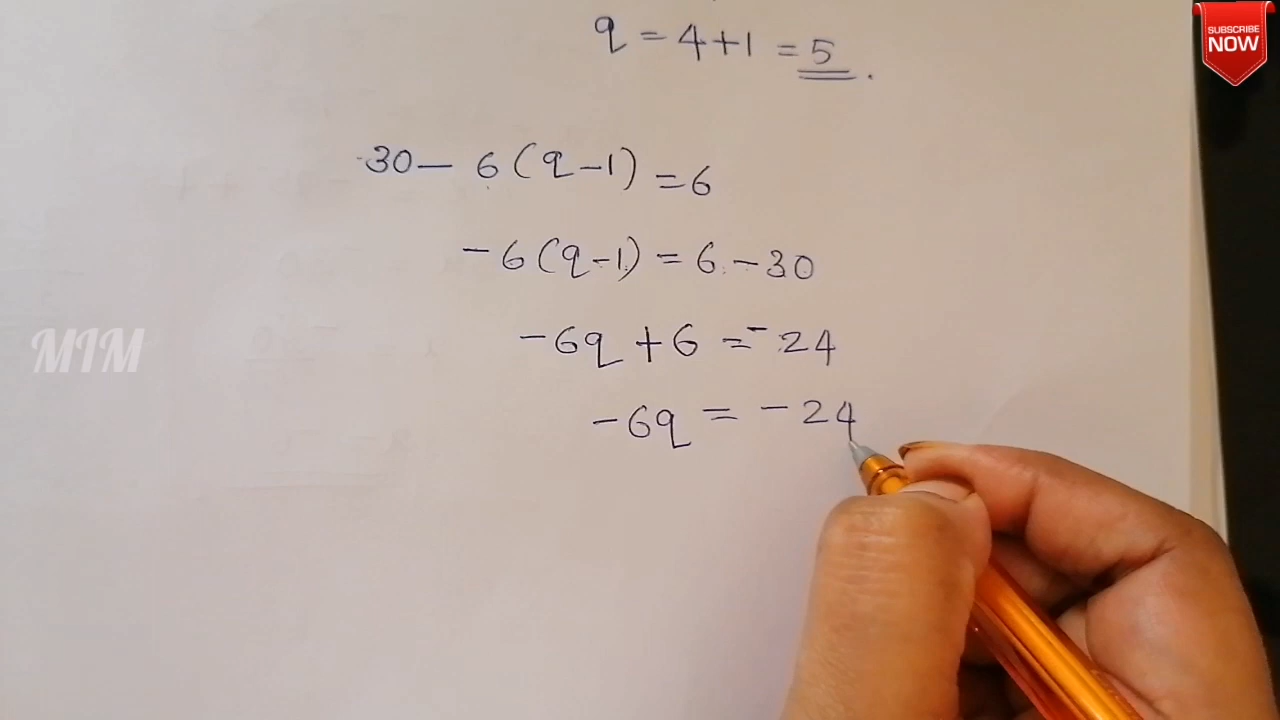 q = 4+1 = 5.
SUBSCRIBE
NOW
30 - 6(q-1) = 6
-6(q-1) = 6 - 30
MIM
-6q + 6 = -24
-6q = -24